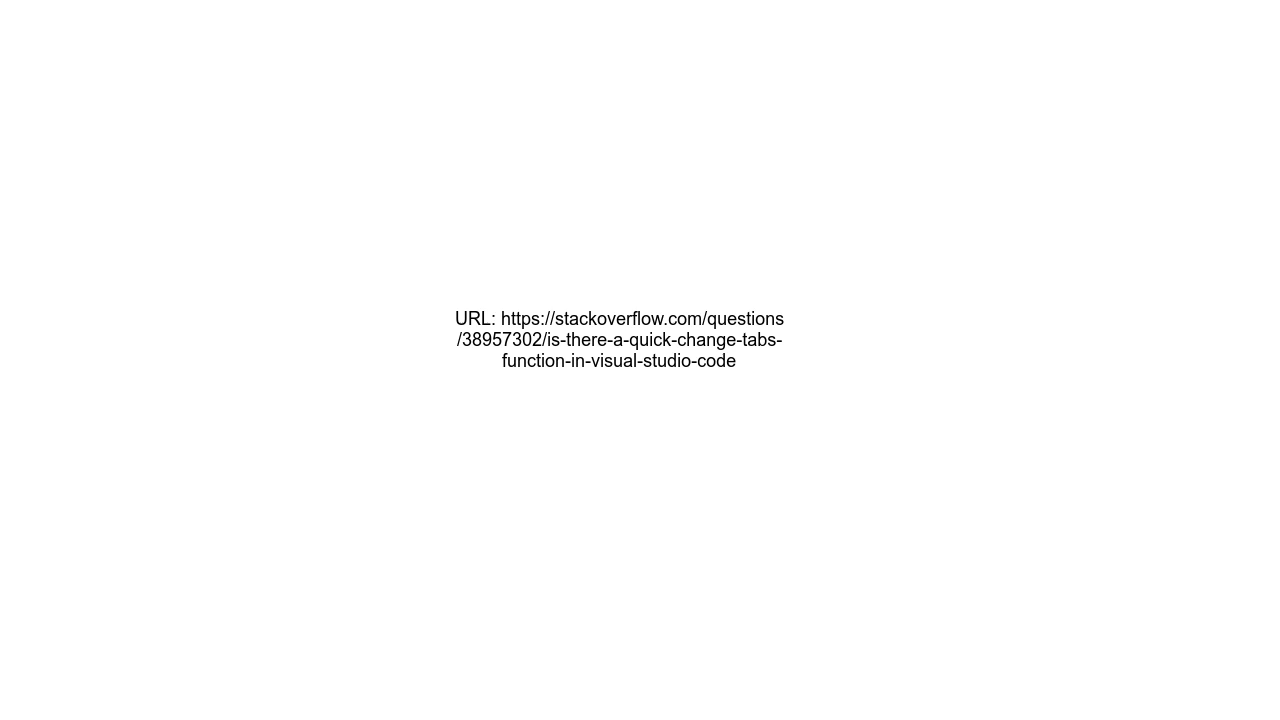 URL: https://stackoverflow.com/questions
/38957302/is-there-a-quick-change-tabs-
function-in-visual-studio-code